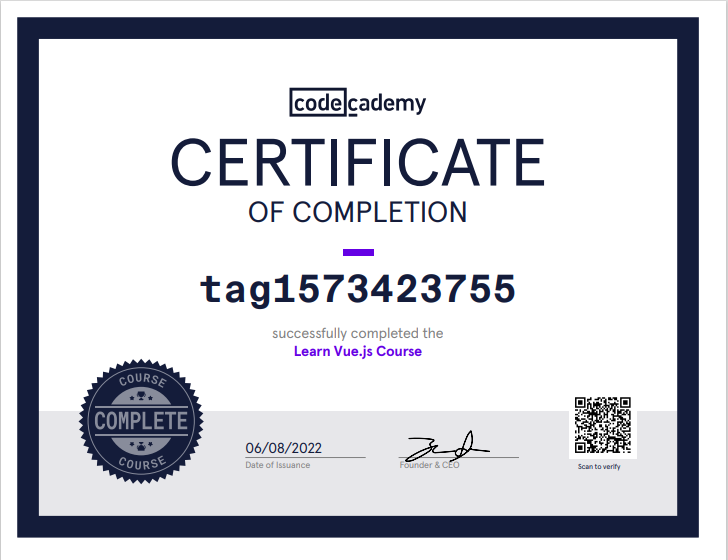 codecademy
CERTIFICATE
OF COMPLETION
tag1573423755
successfully completed the
Learn Vue.js Course
COURSE
COMPLETE
COURSE
06/08/2022
Date of Issuance
Founder & CEO
Scan to verify